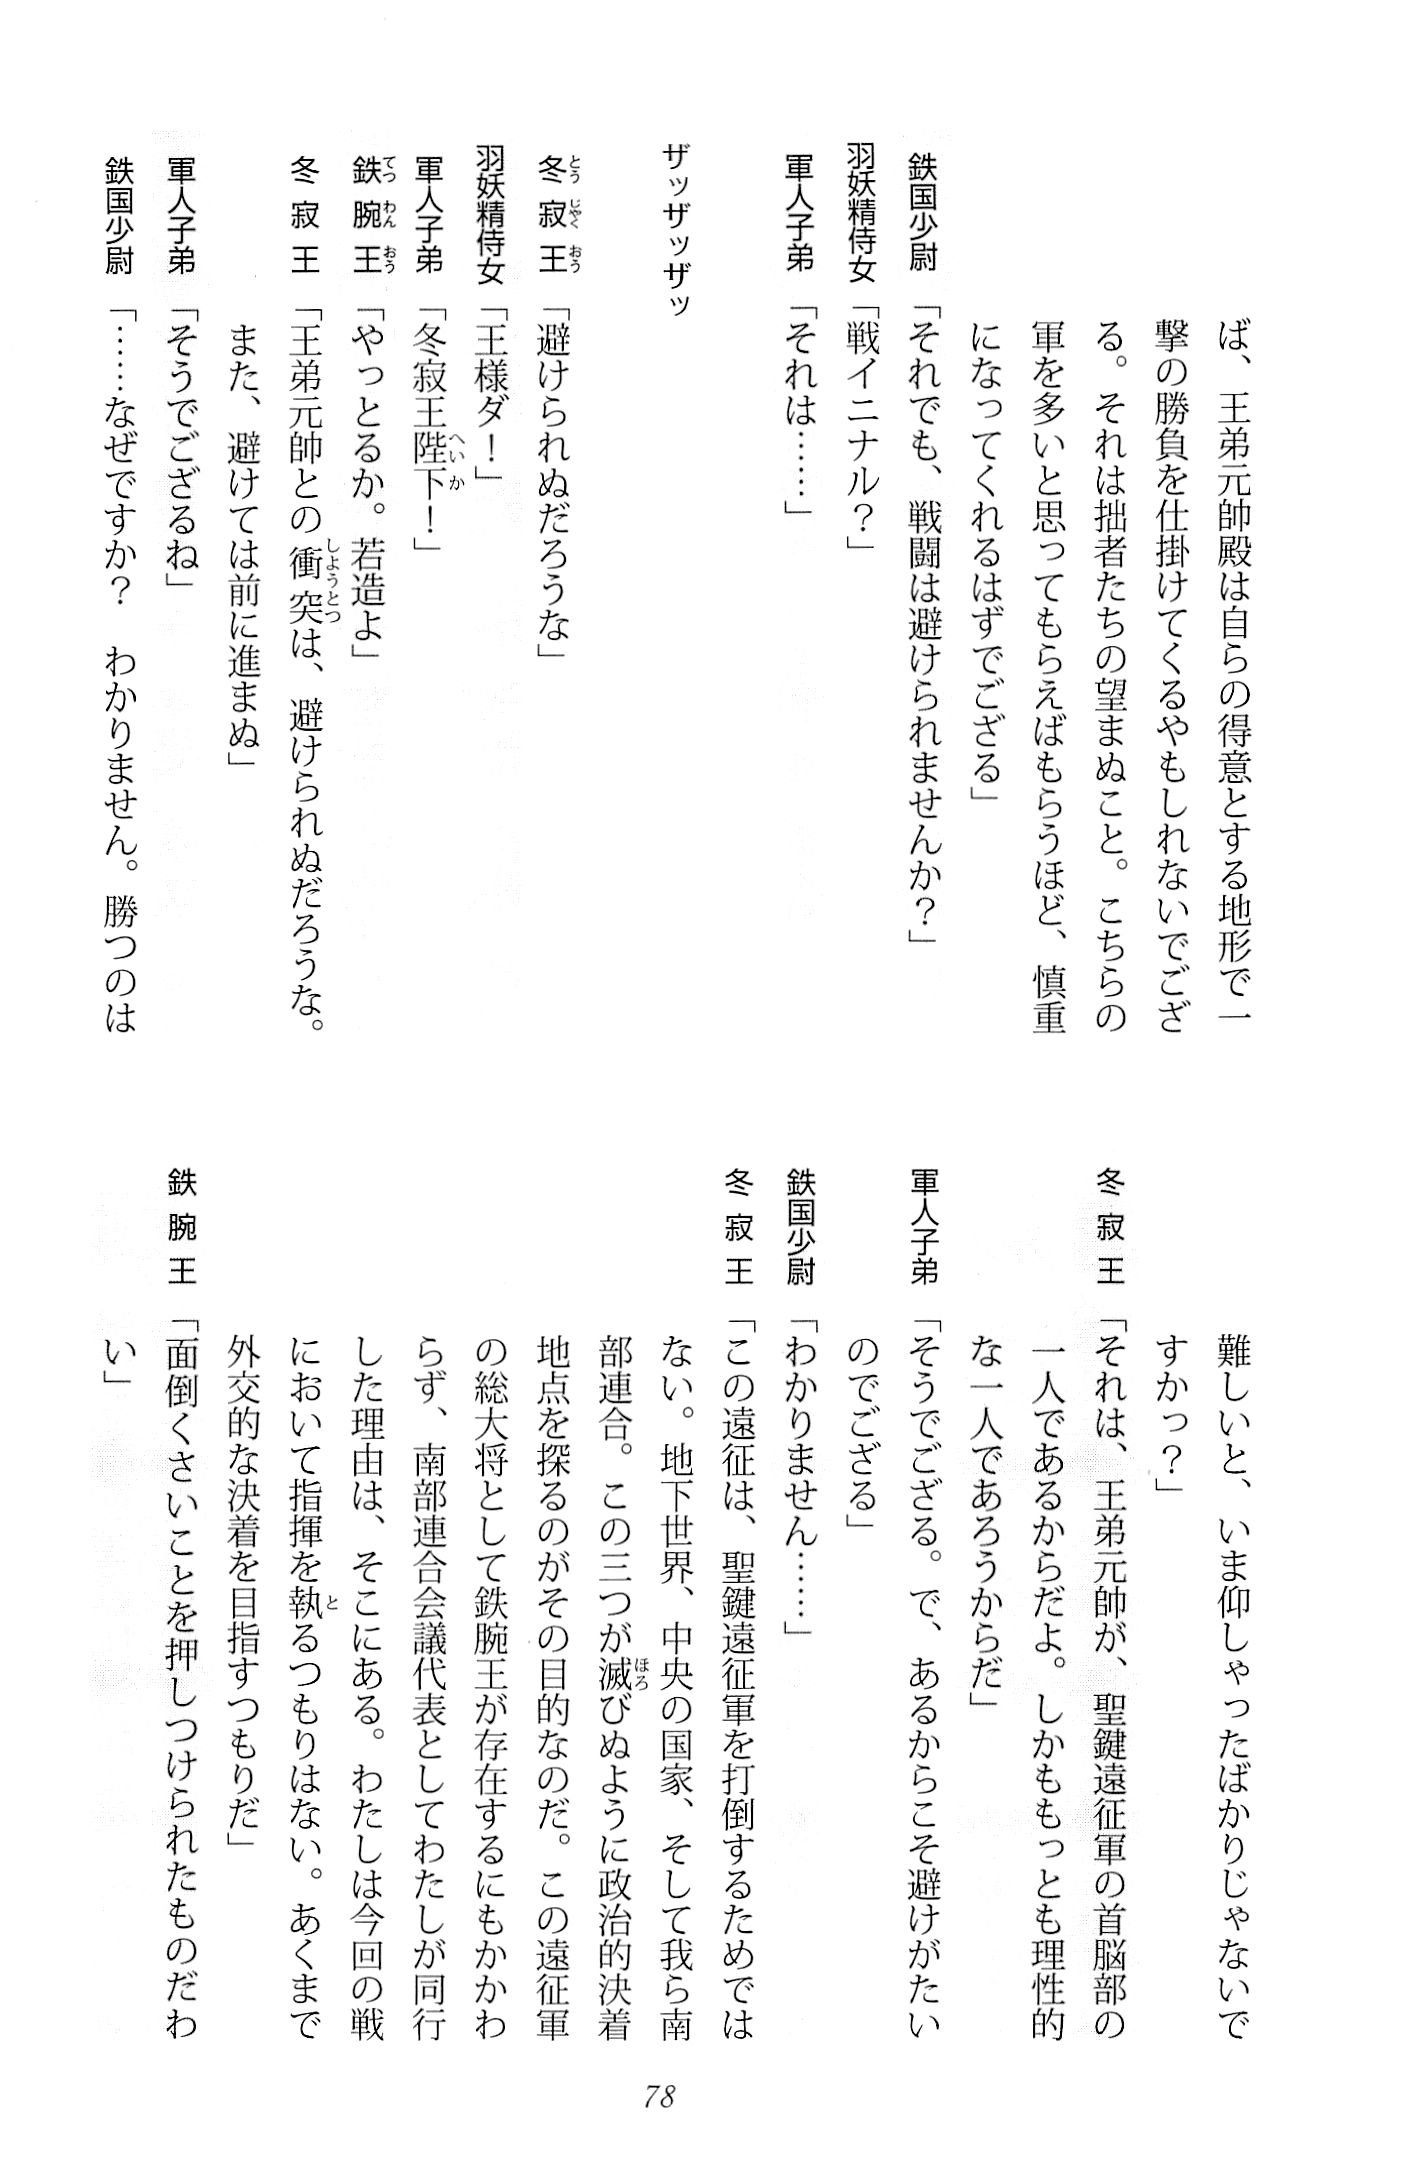 ば、王弟元帥殿は自らの得意とする地形で一
撃の勝負を仕掛けてくるやもしれないでござ
る。それは拙者たちの望まぬこと。こちらの
軍を多いと思ってもらえばもらうほど、慎重
になってくれるはずでござる」
鉄国少尉「それでも、戦闘は避けられませんか？」
羽妖精侍女「戦イニナル？」
軍人子弟「それは……」
ザッザッザッ
冬寂王「避けられぬだろうな」
羽妖精侍女「王様ダ！」
軍人子弟「冬寂王陛下！」
鉄腕王「やっとるか。若造よ」
冬寂王「王弟元帥との衝突は、避けられぬだろうな。
また、避けては前に進まぬ」
軍人子弟「そうでござるね」
鉄国少尉「……なぜですか？　わかりません。勝つのは
難しいと、いま仰しゃったばかりじゃないで
すかっ？」
冬寂王「それは、王弟元帥が、聖鍵遠征軍の首脳部の
一人であるからだよ。しかももっとも理性的
な一人であろうからだ」
軍人子弟「そうでござる。で、あるからこそ避けがたい
のでござる」
鉄国少尉「わかりません……」
冬寂王「この遠征は、聖鍵遠征軍を打倒するためでは
ない。地下世界、中央の国家、そして我ら南
部連合。この三つが滅びぬように政治的決着
地点を探るのがその目的なのだ。この遠征軍
の総大将として鉄腕王が存在するにもかかわ
らず、南部連合会議代表としてわたしが同行
した理由は、そこにある。わたしは今回の戦
において指揮を執るつもりはない。あくまで
外交的な決着を目指すつもりだ」
鉄腕王「面倒くさいことを押しつけられたものだわ
い」
78